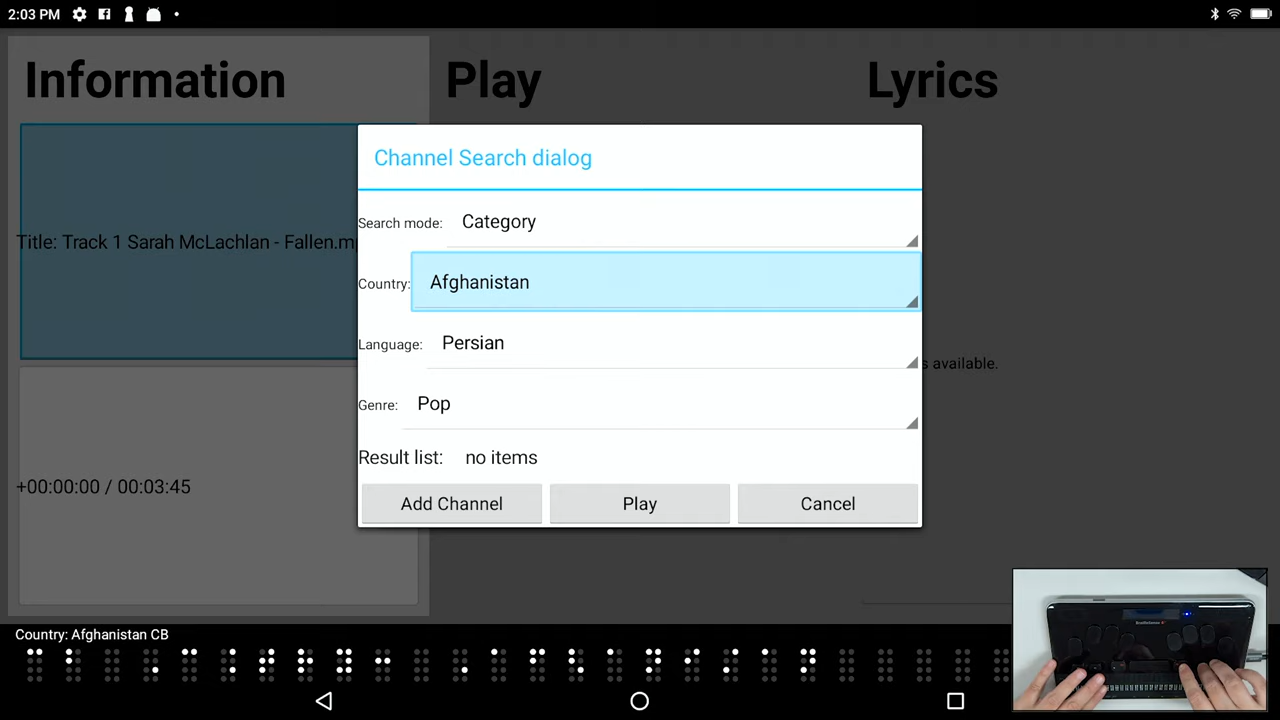 2:03 PM
Information
Play
Lyrics
Channel Search dialog
Search mode: Category
Country: Afghanistan
Title: Track 1 Sarah McLachlan - Fallen.m
Language: Persian
s available.
Genre: Pop
Result list: no items
+00:00:00 / 00:03:45
Add Channel
Play
Cancel
Country: Afghanistan CB